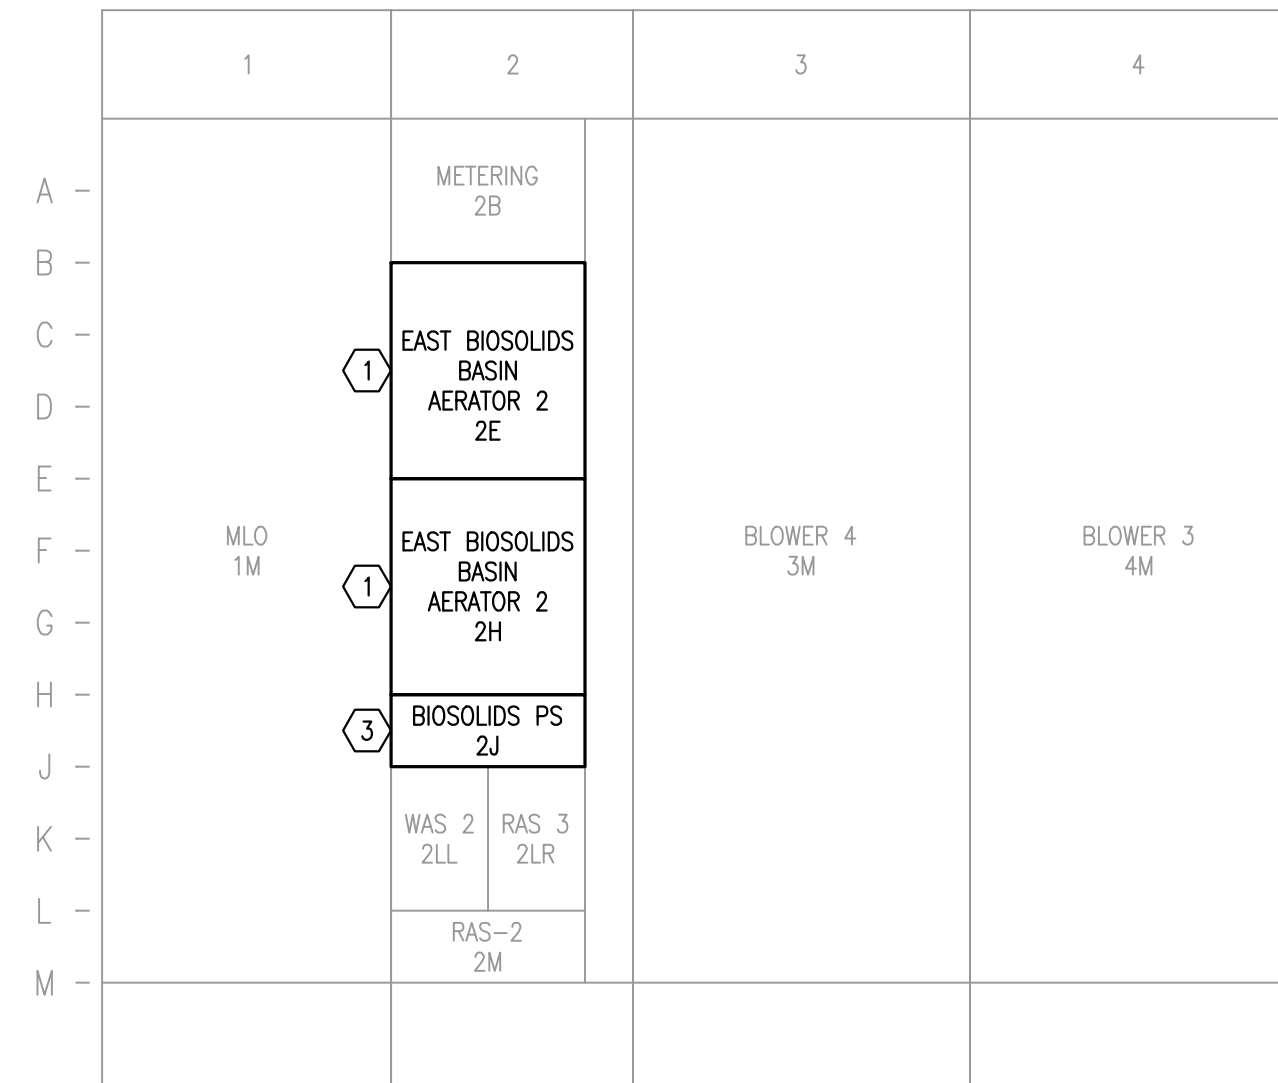 1
2
3
4
METERING
2B
A
B
C
D
E
F
G
H
J
K
L
M
1
EAST BIOSOLIDS
BASIN
AERATOR 2
2E
MLO
1M
1
EAST BIOSOLIDS
BASIN
AERATOR 2
2H
BLOWER 4
3M
BLOWER 3
4M
3
BIOSOLIDS PS
2J
WAS 2
2LL
RAS 3
2LR
RAS-2
2M